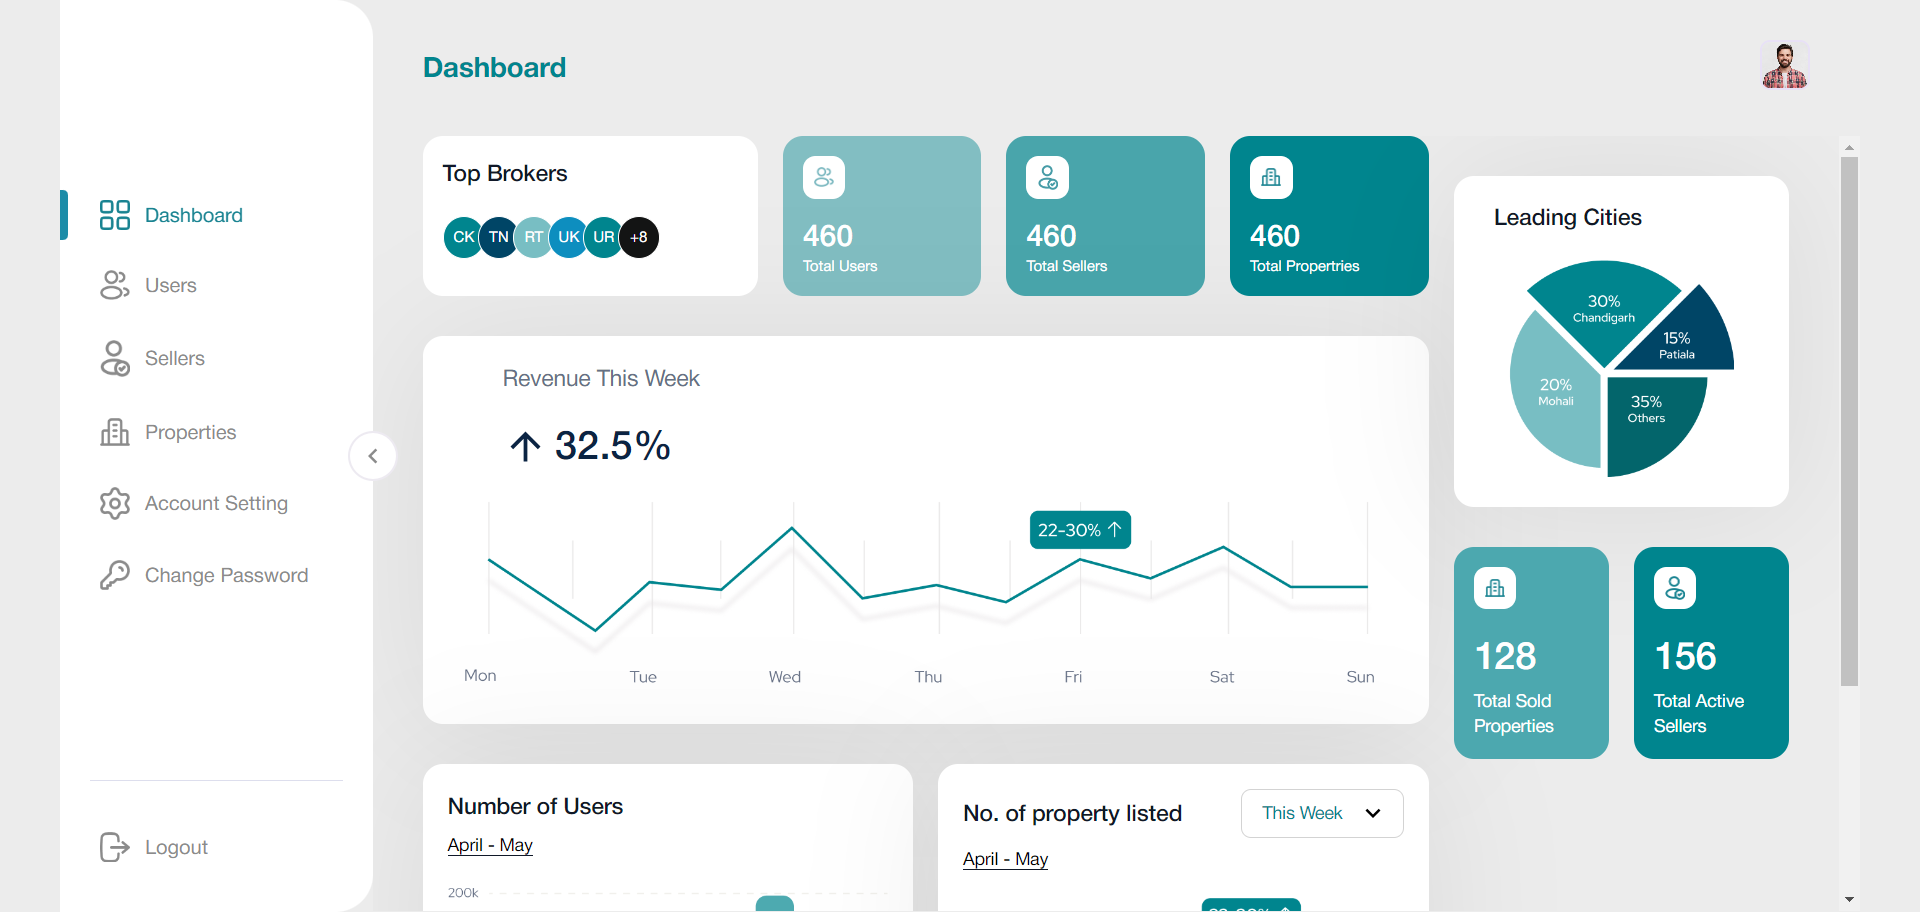 Dashboard
Users
Sellers
Properties
Account Setting
Change Password
Logout
Dashboard
Top Brokers
CK TN RT UK UR +8
460
Total Users
460
Total Sellers
460
Total Propertries
Leading Cities
30%
Chandigarh
15%
Patiala
20%
Mohali
35%
Others
Revenue This Week
32.5%
22-30%
Mon Tue Wed Thu Fri Sat Sun
128
Total Sold
Properties
156
Total Active
Sellers
Number of Users
April - May
200k
No. of property listed
This Week
April - May